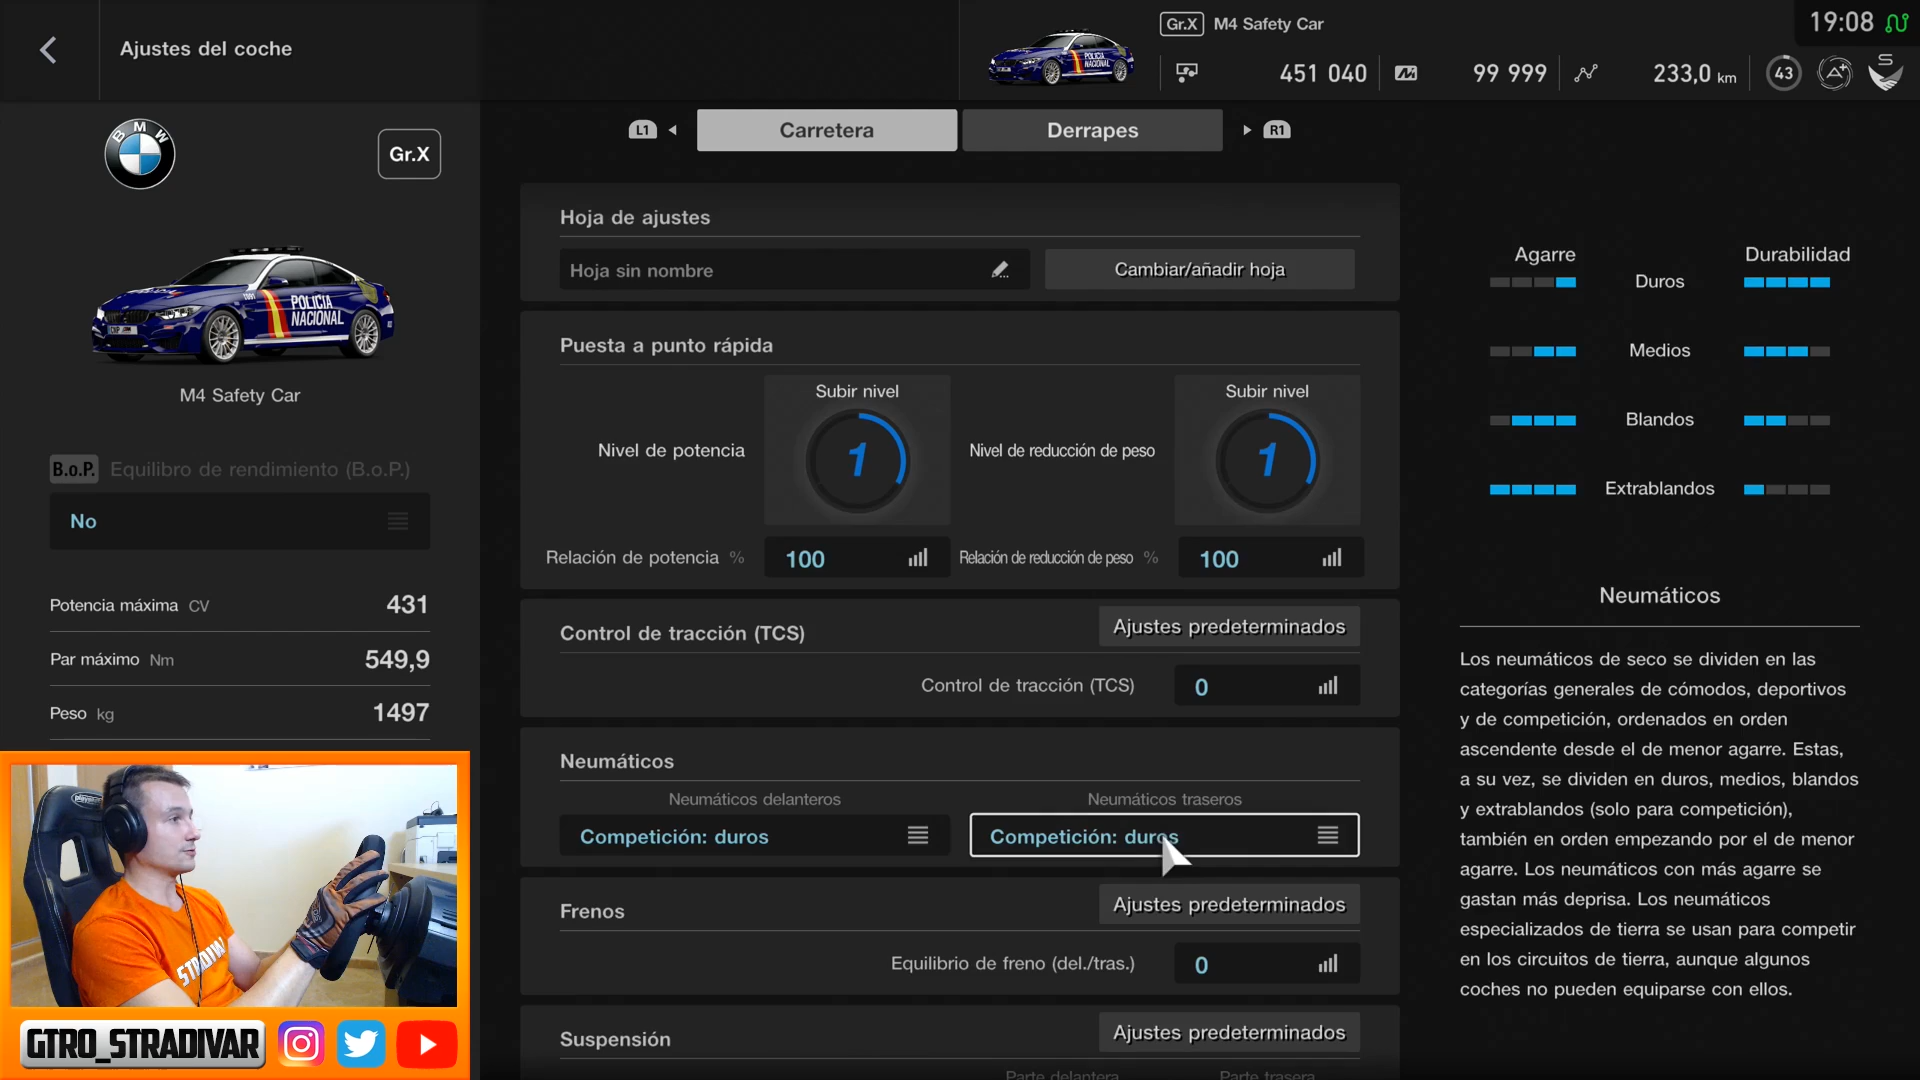 Ajustes del coche
Gr.X M4 Safety Car
19:08
451 040 99 999 233,0 km 43 A+ S
L1 Carretera Derrapes R1
BMW
Gr.X
POLICÍA NACIONAL
M4 Safety Car
B.o.P. Equilibro de rendimiento (B.o.P.)
No
Potencia máxima CV 431
Par máximo Nm 549,9
Peso kg 1497
Hoja de ajustes
Hoja sin nombre
Cambiar/añadir hoja
Puesta a punto rápida
Subir nivel
Subir nivel
Nivel de potencia 1
Nivel de reducción de peso 1
Relación de potencia % 100
Relación de reducción de peso % 100
Control de tracción (TCS)
Ajustes predeterminados
Control de tracción (TCS) 0
Neumáticos
Neumáticos delanteros
Neumáticos traseros
Competición: duros
Competición: duros
Frenos
Ajustes predeterminados
Equilibrio de freno (del./tras.) 0
Suspensión
Ajustes predeterminados
Parte delantera
Parte trasera
Agarre Durabilidad
Duros
Medios
Blandos
Extrablandos
Neumáticos
Los neumáticos de seco se dividen en las
categorías generales de cómodos, deportivos
y de competición, ordenados en orden
ascendente desde el de menor agarre. Estas,
a su vez, se dividen en duros, medios, blandos
y extrablandos (solo para competición),
también en orden empezando por el de menor
agarre. Los neumáticos con más agarre se
gastan más deprisa. Los neumáticos
especializados de tierra se usan para competir
en los circuitos de tierra, aunque algunos
coches no pueden equiparse con ellos.
GTRO_STRADIVAR